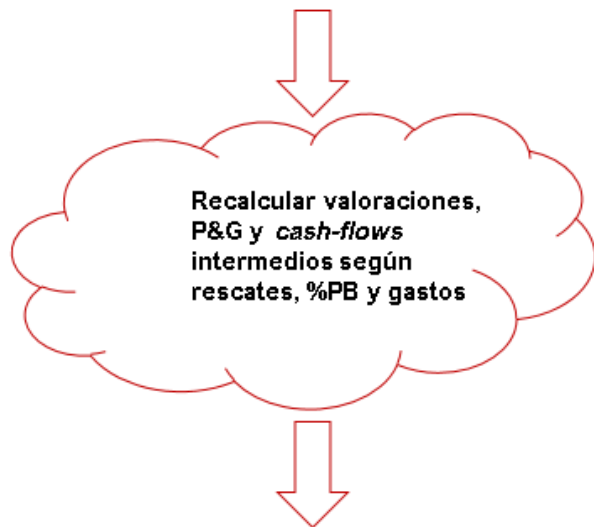 Recalcular valoraciones,
P&G y cash-flows
intermedios según
rescates, %PB y gastos